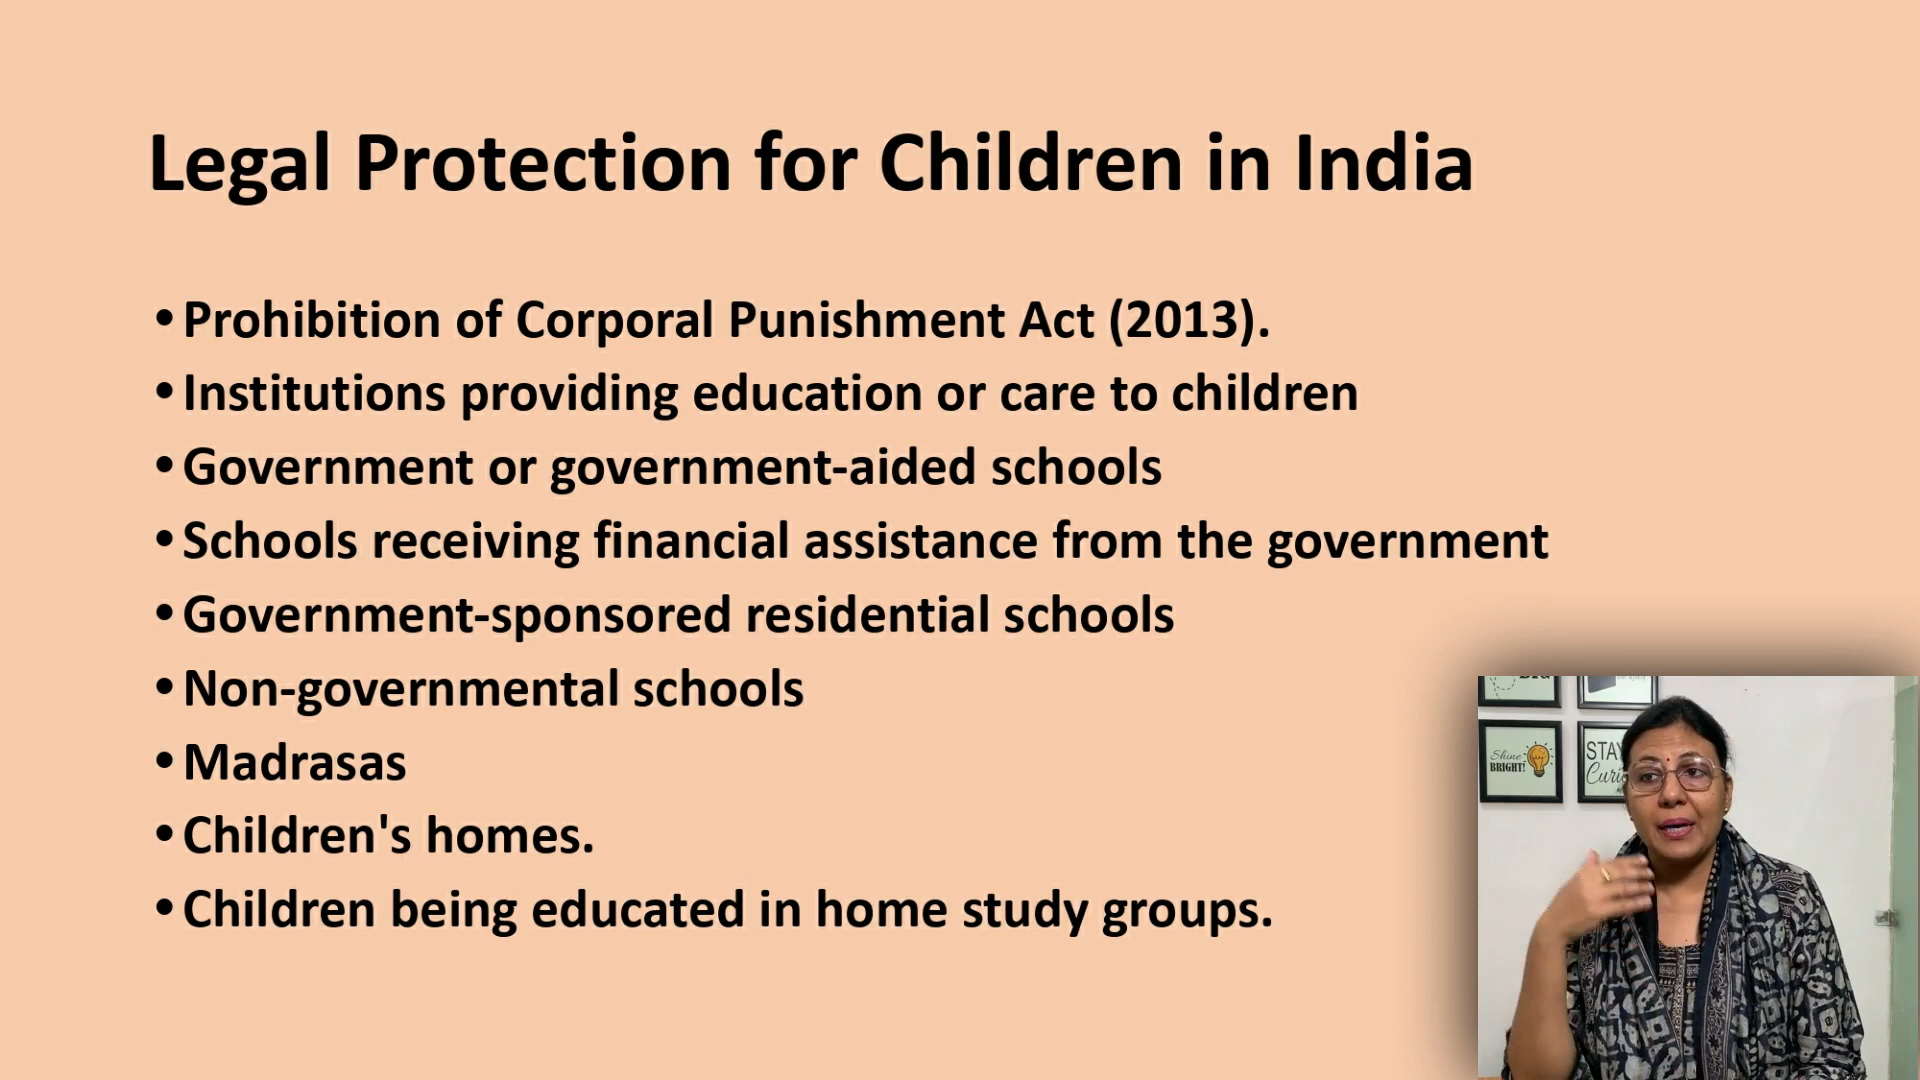 Legal Protection for Children in India
• Prohibition of Corporal Punishment Act (2013).
• Institutions providing education or care to children
• Government or government-aided schools
• Schools receiving financial assistance from the government
• Government-sponsored residential schools
• Non-governmental schools
• Madrasas
• Children's homes.
• Children being educated in home study groups.
Shine
BRIGHT!